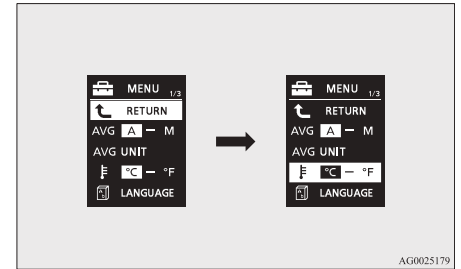 MENU 1/3
RETURN
AVG A – M
AVG UNIT
°C – °F
LANGUAGE
MENU 1/3
RETURN
AVG A – M
AVG UNIT
°C – °F
LANGUAGE
AG0025179